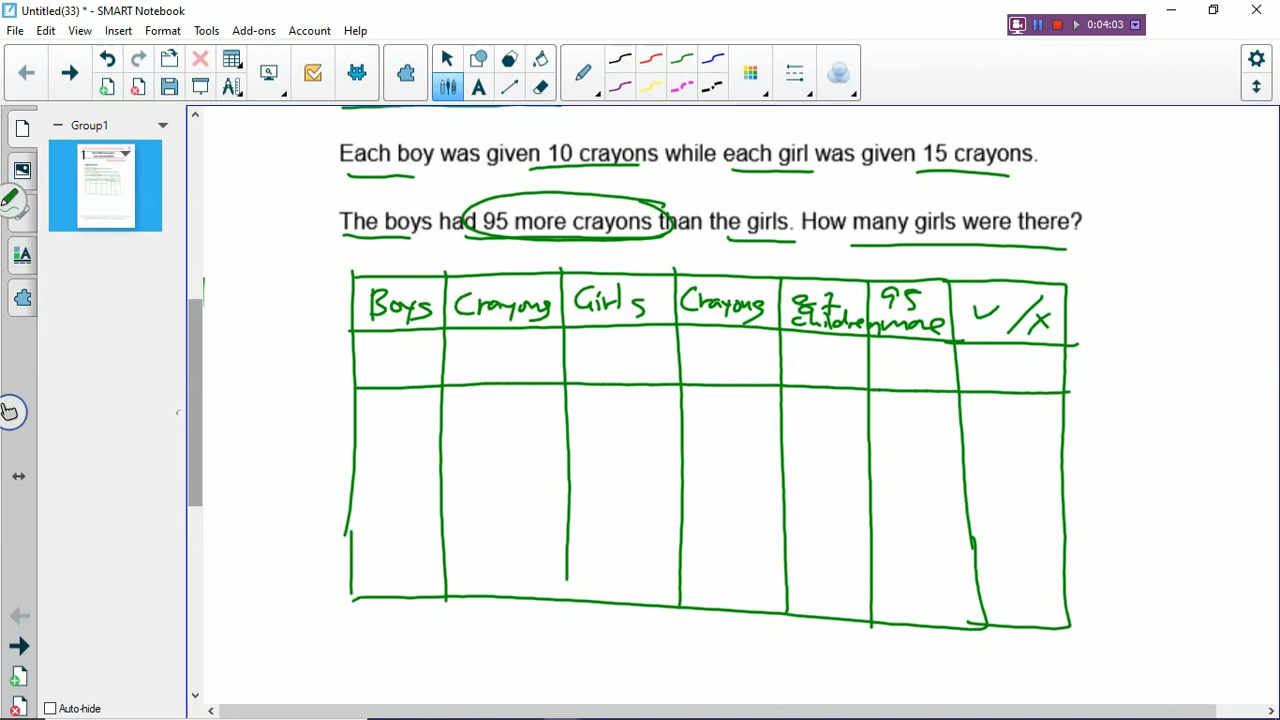 Untitled(33) * - SMART Notebook
00:04:03
File Edit View Insert Format Tools Add-ons Account Help
Group1
1
Each boy was given 10 crayons while each girl was given 15 crayons.
The boys had 95 more crayons than the girls. How many girls were there?
Boys Crayons Girls Crayons children 95 more ✓/X
Auto-hide